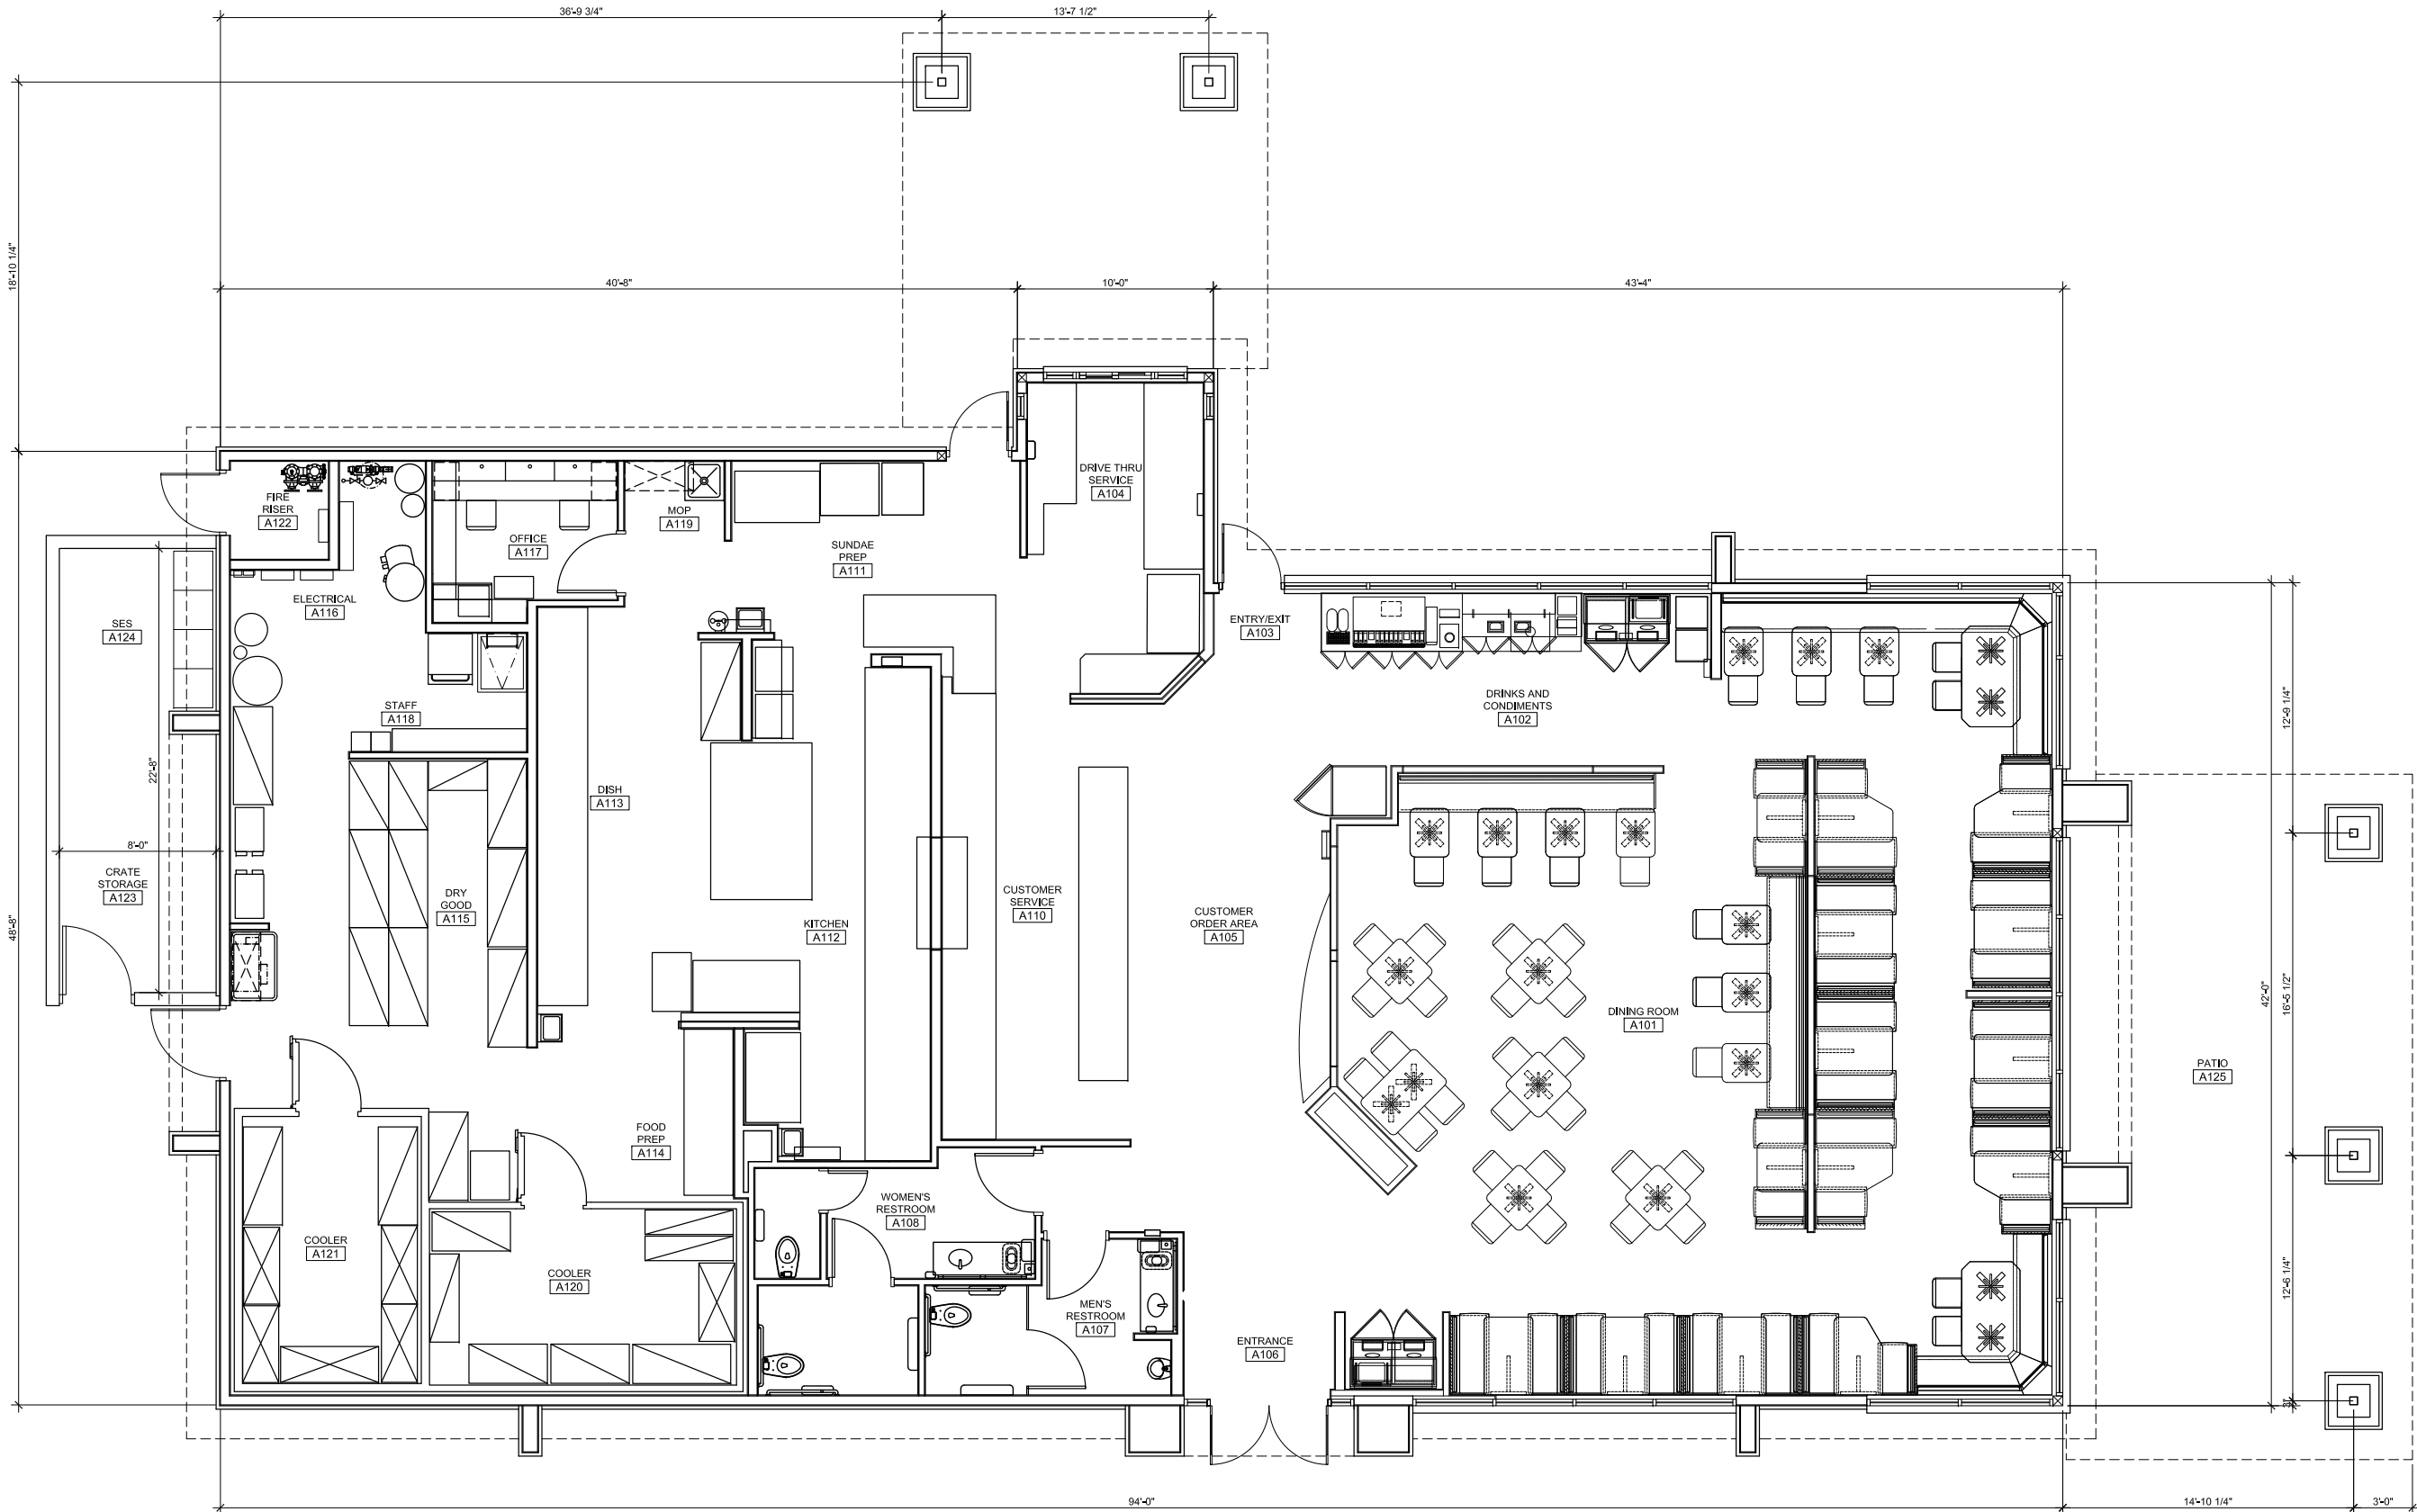 36'-9 3/4"
13'-7 1/2"
18'-10 1/4"
40'-8"
10'-0"
43'-4"
DRIVE THRU
SERVICE
A104
FIRE
RISER
A122
OFFICE
A117
MOP
A119
SUNDAE
PREP
A111
ELECTRICAL
A116
SES
A124
ENTRY/EXIT
A103
STAFF
A118
DRINKS AND
CONDIMENTS
A102
12'-9 1/4"
22'-8"
DISH
A113
8'-0"
CRATE
STORAGE
A123
DRY
GOOD
A115
KITCHEN
A112
CUSTOMER
SERVICE
A110
CUSTOMER
ORDER AREA
A105
48'-8"
DINING ROOM
A101
16'-5 1/2"
42'-0"
PATIO
A125
FOOD
PREP
A114
WOMEN'S
RESTROOM
A108
COOLER
A121
COOLER
A120
MEN'S
RESTROOM
A107
ENTRANCE
A106
12'-6 1/4"
3"
94'-0"
14'-10 1/4"
3'-0"